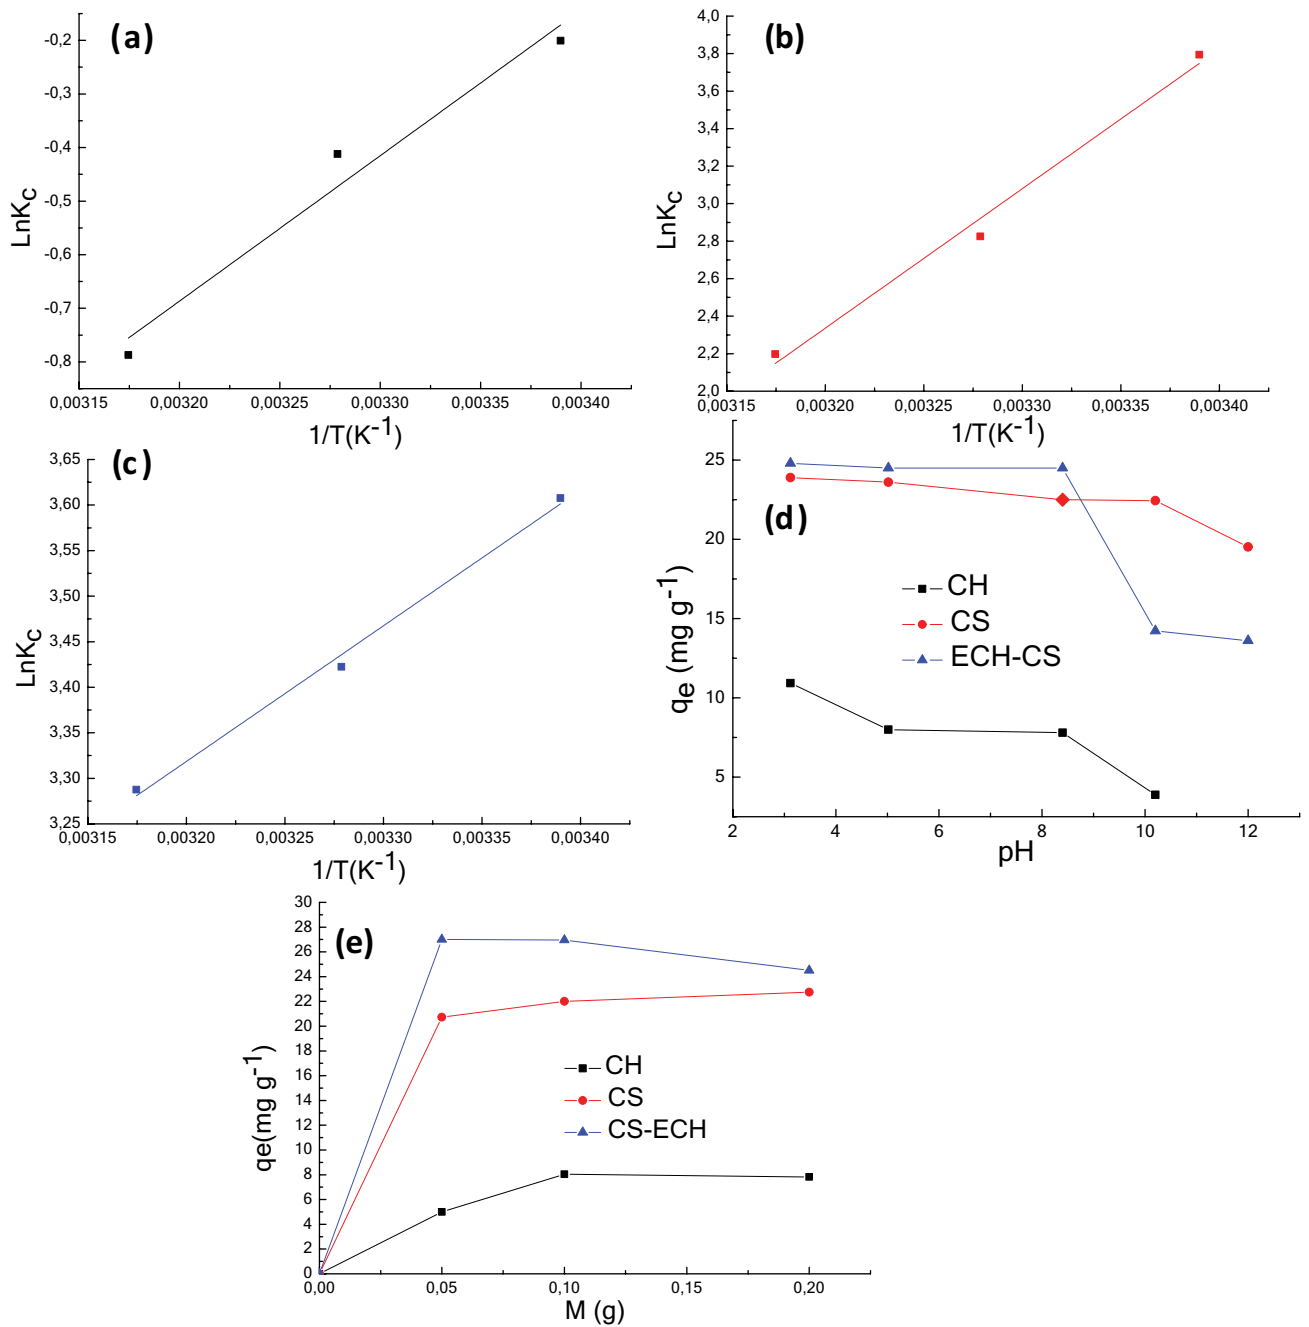 (a)
-0,2
-0,3
-0,4
-0,5
-0,6
-0,7
-0,8
LnKC
0,00315 0,00320 0,00325 0,00330 0,00335 0,00340
1/T(K-1)
(b)
4,0
3,8
3,6
3,4
3,2
3,0
2,8
2,6
2,4
2,2
2,0
LnKC
0,00315 0,00320 0,00325 0,00330 0,00335 0,00340
1/T(K-1)
(c)
3,65
3,60
3,55
3,50
3,45
3,40
3,35
3,30
3,25
LnKC
0,00315 0,00320 0,00325 0,00330 0,00335 0,00340
1/T(K-1)
(d)
25
20
15
10
5
qe (mg g-1)
CH
CS
ECH-CS
2 4 6 8 10 12
pH
(e)
30
28
26
24
22
20
18
16
14
12
10
8
6
4
2
0
qe(mg g-1)
CH
CS
CS-ECH
0,00 0,05 0,10 0,15 0,20
M (g)